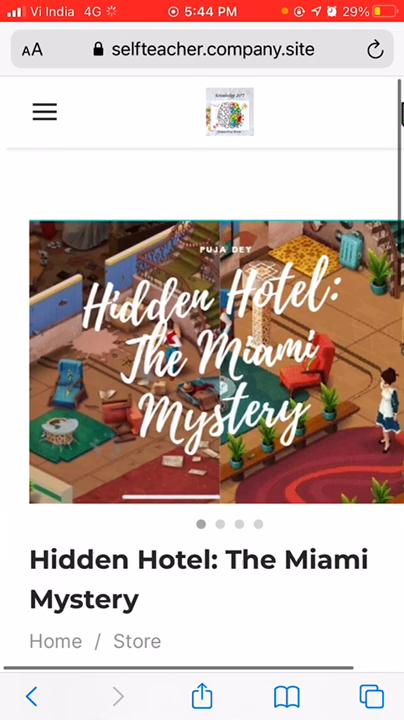 Vi India 4G 5:44 PM 29%
AA selfteacher.company.site
PUJA DEY
Hidden Hotel:
The Miami
Mystery
Hidden Hotel: The Miami
Mystery
Home / Store